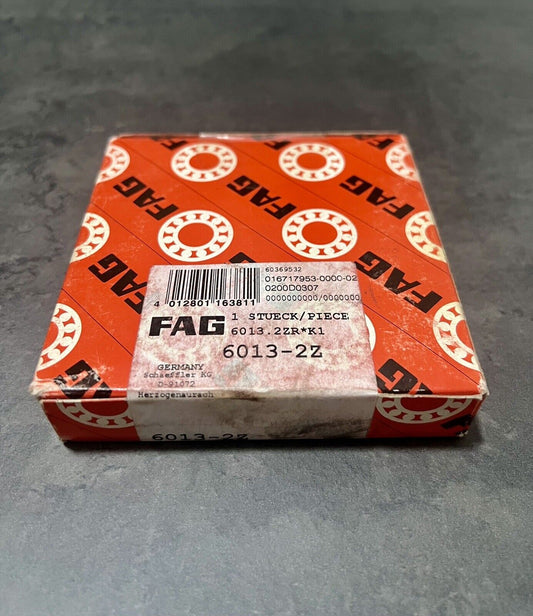 FAG
FAG
FAG
FAG
FAG
FAG
FAG
60369532
016717953-0000-02
0200D0307
0000000000/0000000
4 012801 163811
FAG
1 STUECK/PIECE
6013.2ZR*K1
6013-2Z
GERMANY
Schaeffler KG
D-91072
Herzogenaurach
6013-2Z